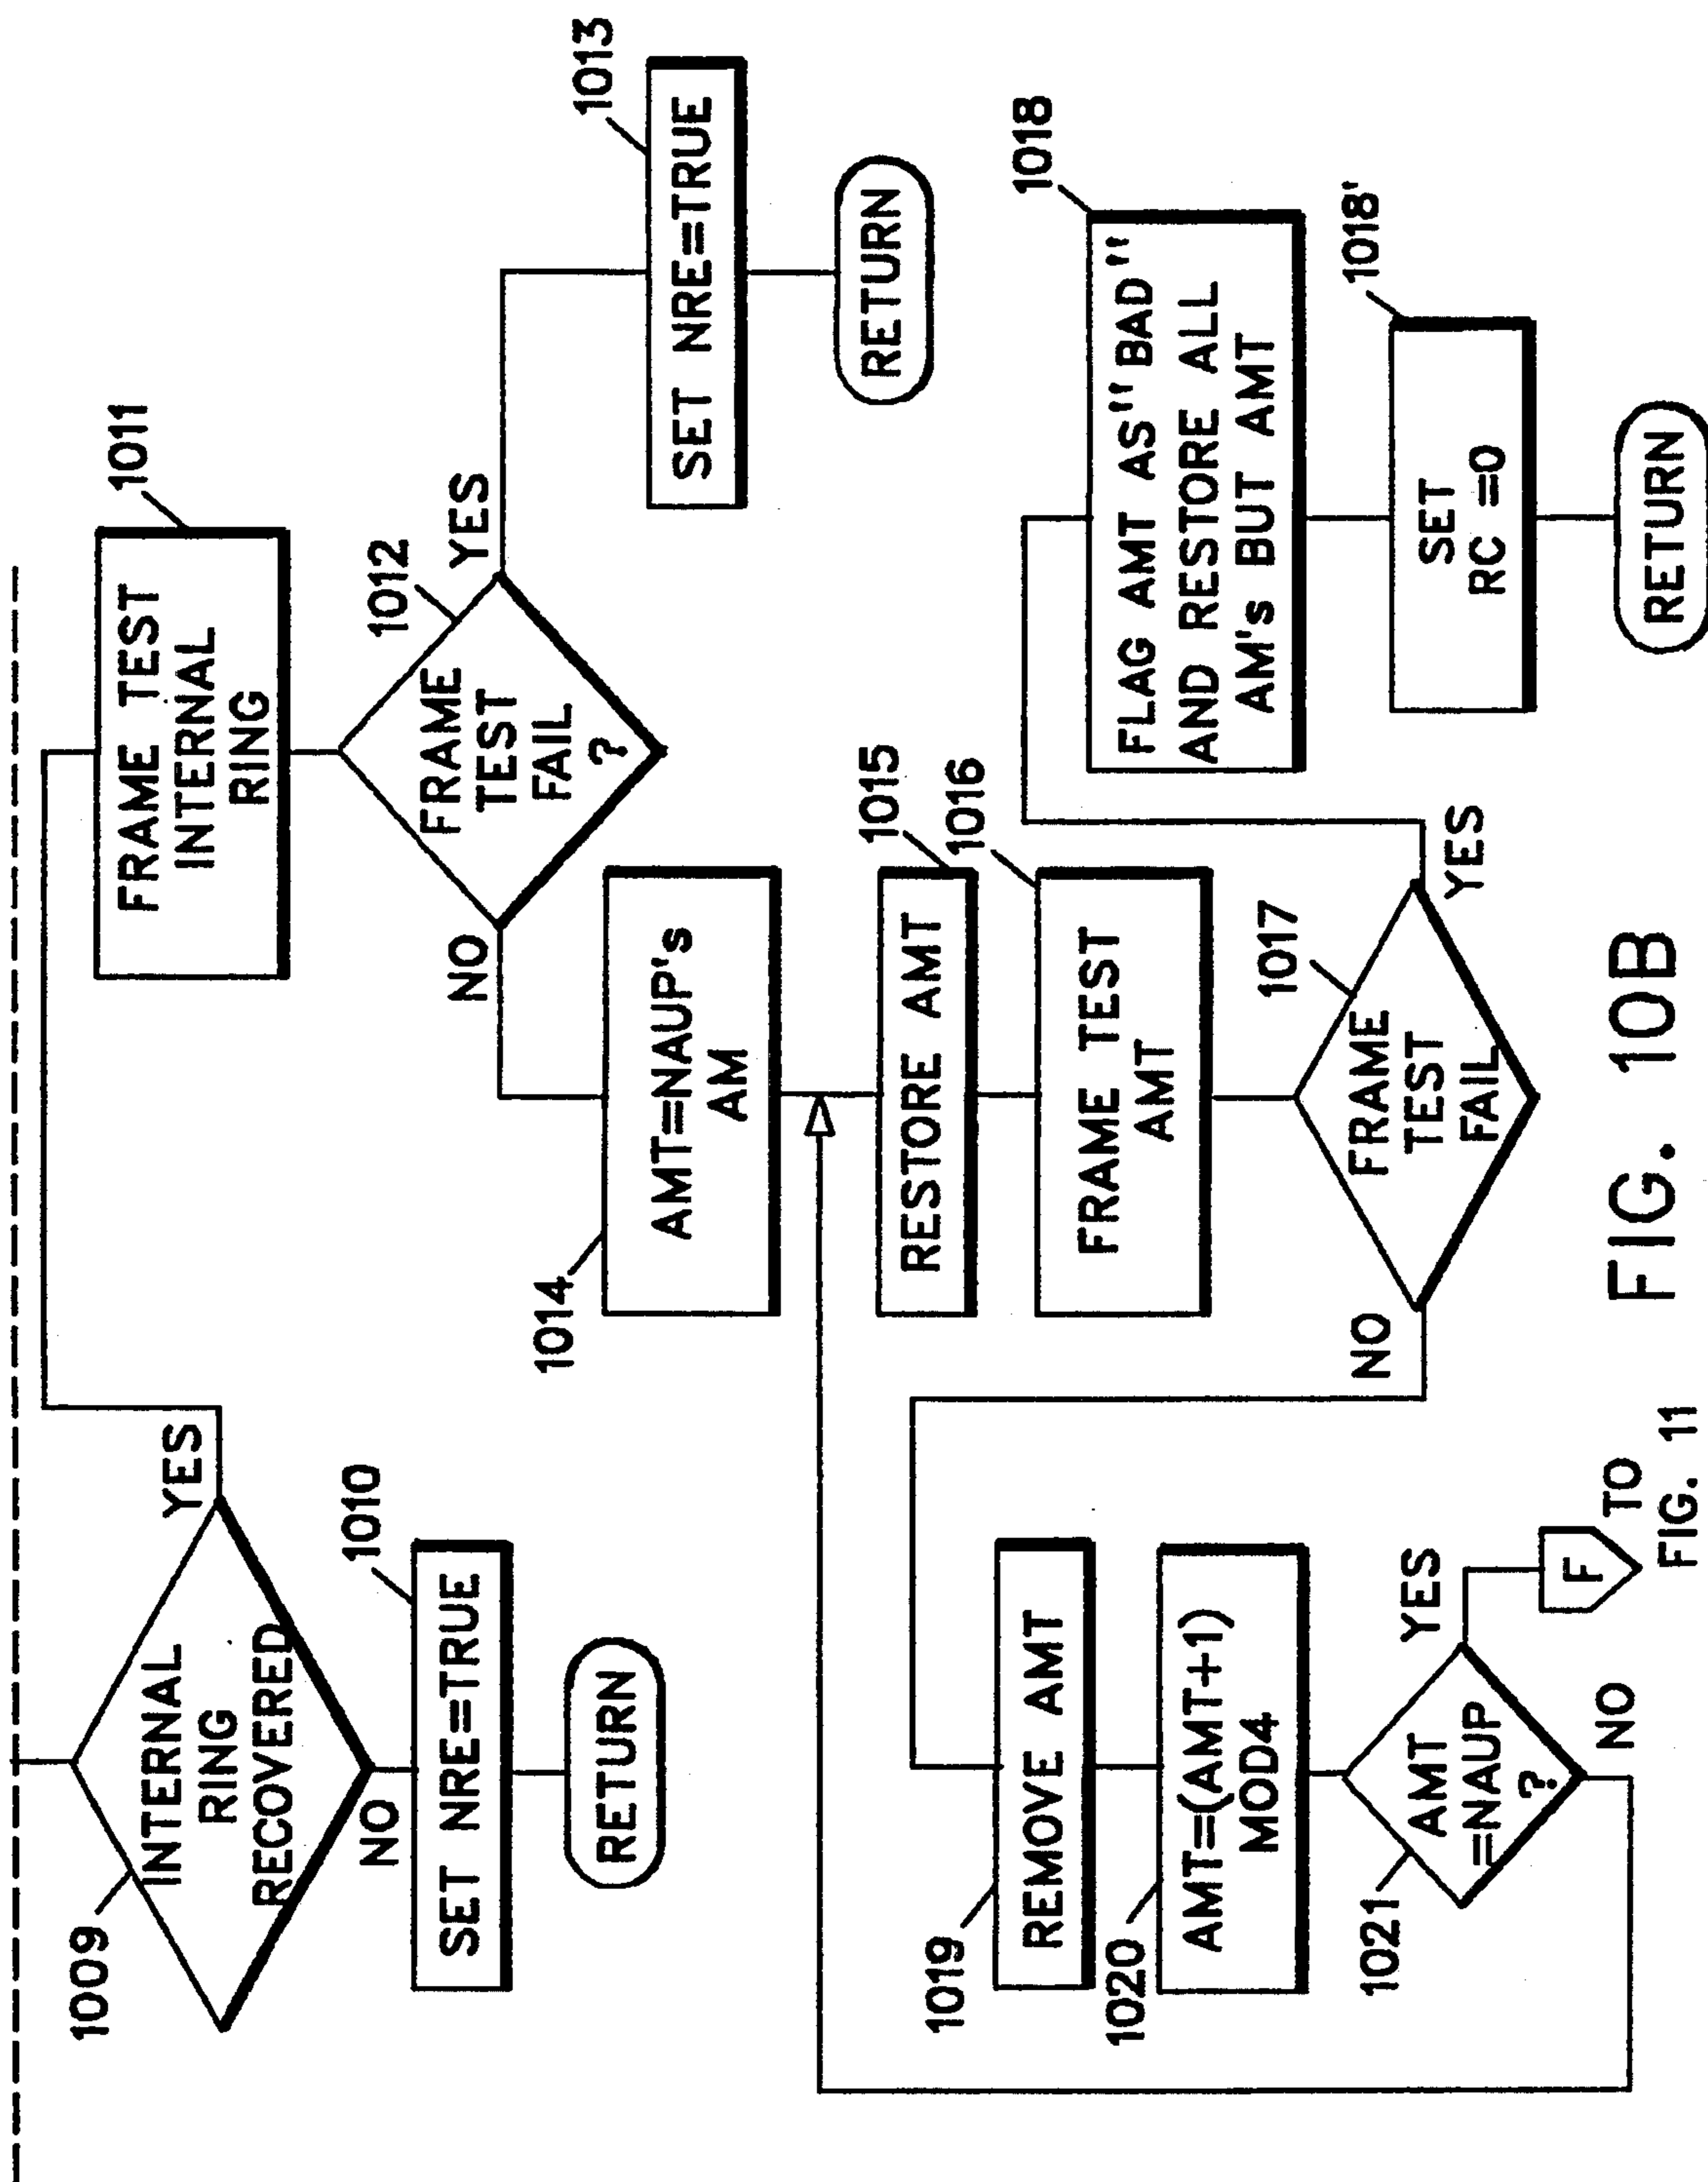 1009
INTERNAL
RING
RECOVERED
YES
NO
1010
SET NRE=TRUE
RETURN
1011
FRAME TEST
INTERNAL
RING
1012
FRAME
TEST
FAIL
?
YES
NO
1013
SET NRE=TRUE
RETURN
1014
AMT=NAUP's
AM
1015
RESTORE AMT
1016
FRAME TEST
AMT
1017
FRAME
TEST
FAIL
YES
NO
1018
FLAG AMT AS"BAD"
AND RESTORE ALL
AM's BUT AMT
1018'
SET
RC =0
RETURN
1019
REMOVE AMT
1020
AMT=(AMT+1)
MOD4
1021
AMT
=NAUP
?
YES
NO
F
TO
FIG. 11
FIG. 10B